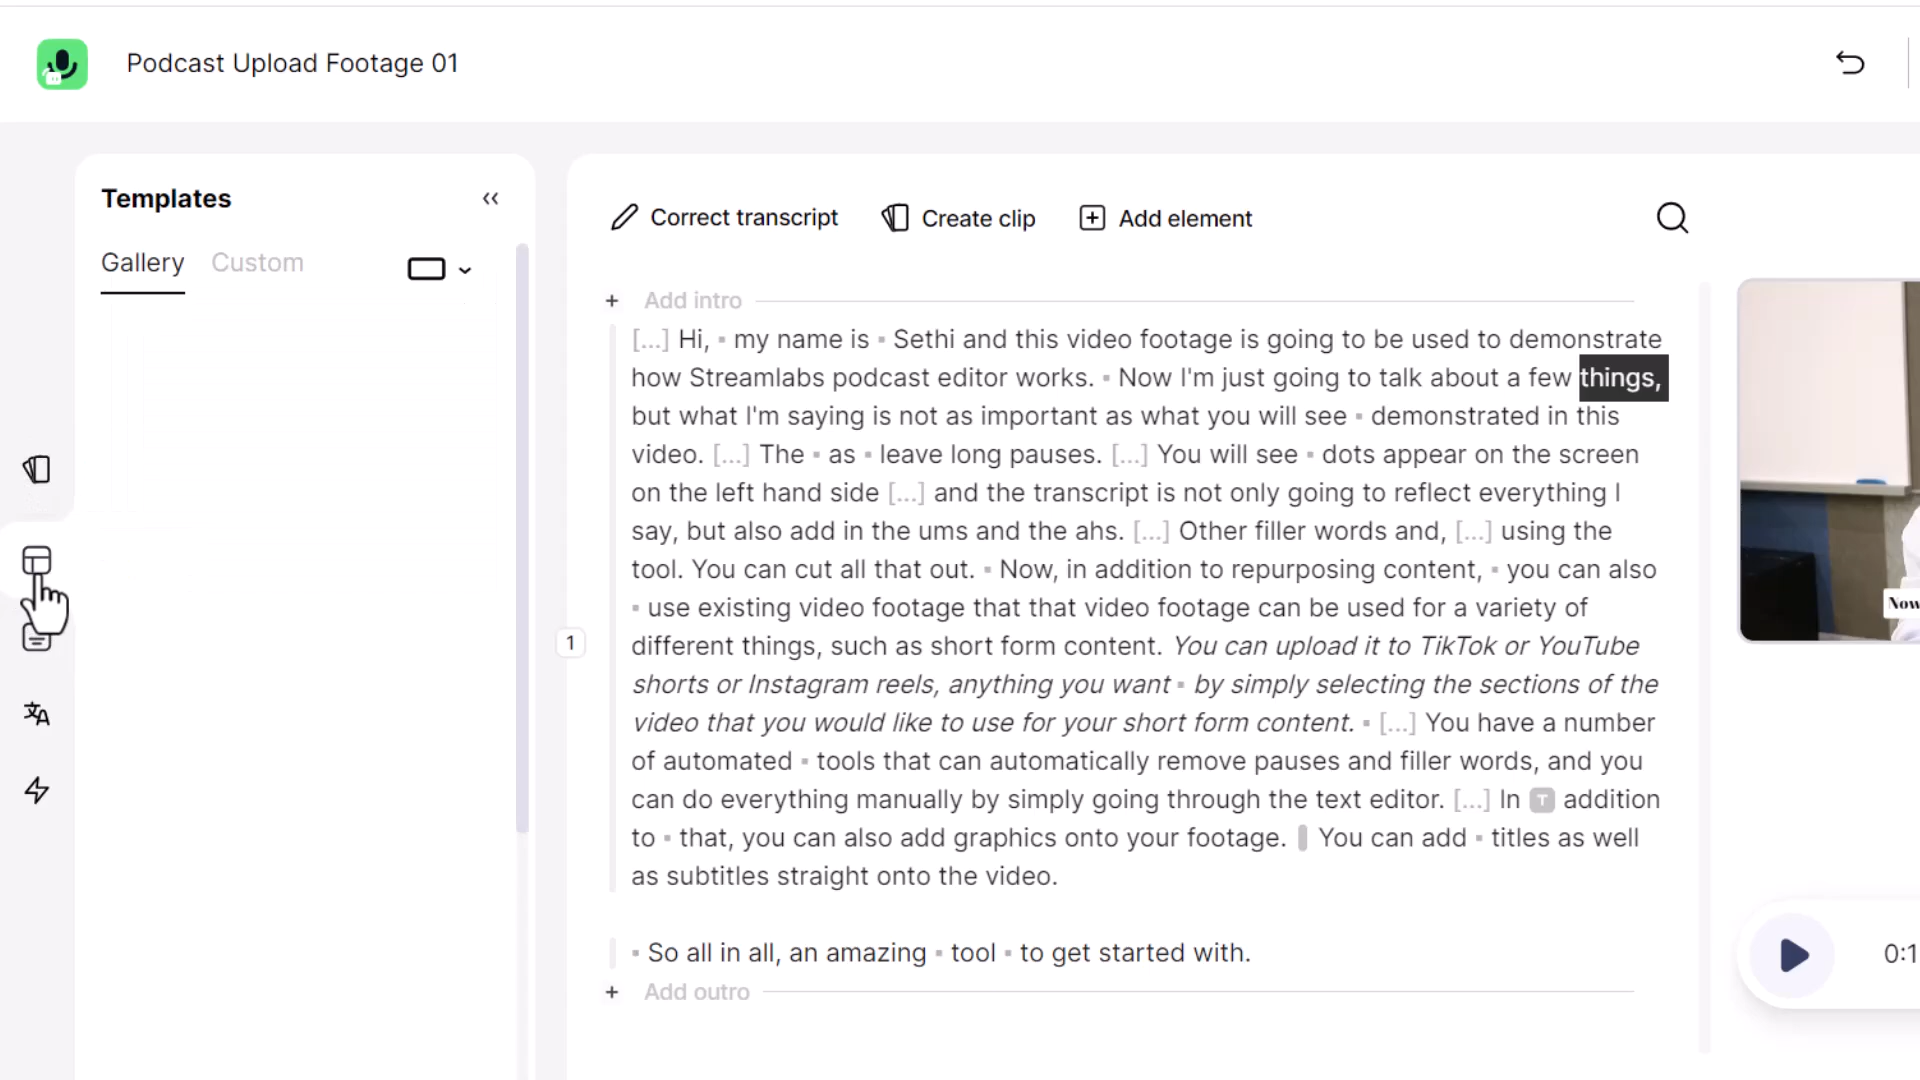 Podcast Upload Footage 01
Templates
Gallery Custom
Correct transcript Create clip Add element
+ Add intro
[...] Hi, ▪ my name is ▪ Sethi and this video footage is going to be used to demonstrate
how Streamlabs podcast editor works. ▪ Now I'm just going to talk about a few things,
but what I'm saying is not as important as what you will see ▪ demonstrated in this
video. [...] The ▪ as ▪ leave long pauses. [...] You will see ▪ dots appear on the screen
on the left hand side [...] and the transcript is not only going to reflect everything I
say, but also add in the ums and the ahs. [...] Other filler words and, [...] using the
tool. You can cut all that out. ▪ Now, in addition to repurposing content, ▪ you can also
▪ use existing video footage that that video footage can be used for a variety of
different things, such as short form content. You can upload it to TikTok or YouTube
shorts or Instagram reels, anything you want ▪ by simply selecting the sections of the
video that you would like to use for your short form content. ▪ [...] You have a number
of automated ▪ tools that can automatically remove pauses and filler words, and you
can do everything manually by simply going through the text editor. [...] In T addition
to ▪ that, you can also add graphics onto your footage. You can add ▪ titles as well
as subtitles straight onto the video.
1
▪ So all in all, an amazing ▪ tool ▪ to get started with.
+ Add outro
Now
0:1